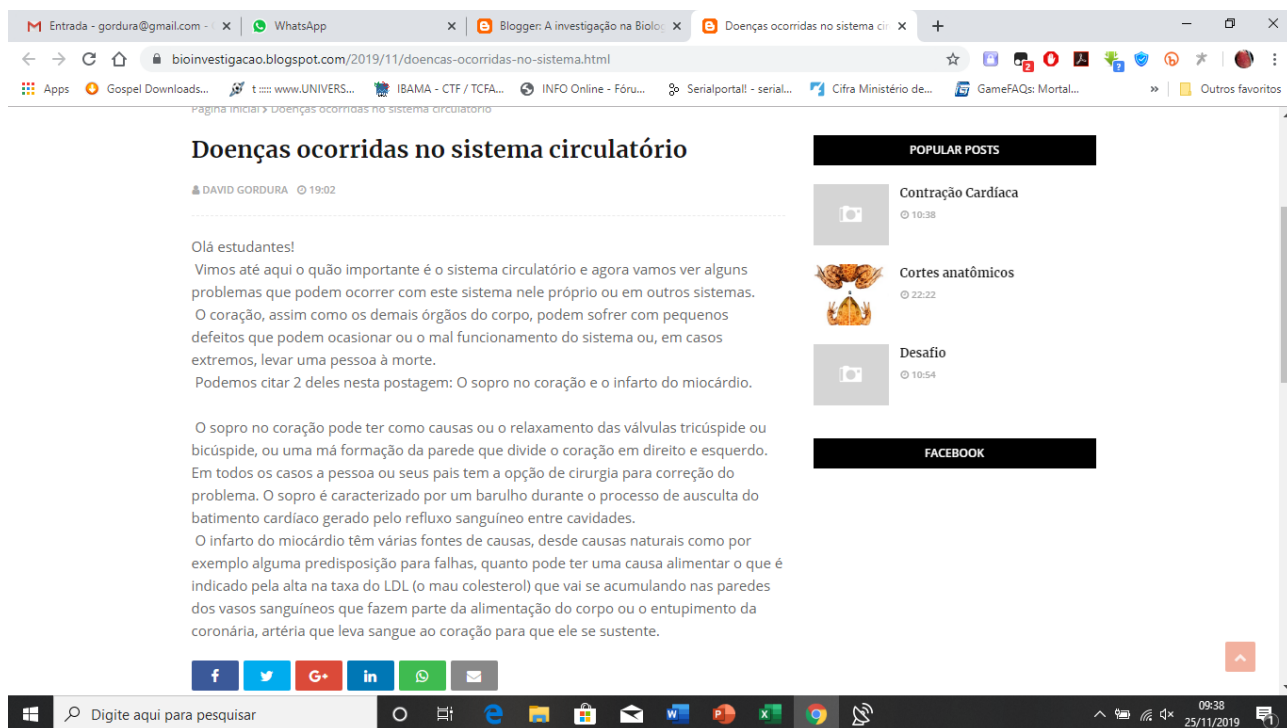 Entrada - gordura@gmail.com -
WhatsApp
Blogger: A investigação na Biolog
Doenças ocorridas no sistema cir
bioinvestigacao.blogspot.com/2019/11/doencas-ocorridas-no-sistema.html
Apps
Gospel Downloads...
t ::::: www.UNIVERS...
IBAMA - CTF / TCFA...
INFO Online - Fóru...
Serialportal! - serial...
Cifra Ministério de...
GameFAQs: Mortal...
»
Outros favoritos
Página inicial › Doenças ocorridas no sistema circulatório
Doenças ocorridas no sistema circulatório
DAVID GORDURA 19:02
Olá estudantes!
Vimos até aqui o quão importante é o sistema circulatório e agora vamos ver alguns
problemas que podem ocorrer com este sistema nele próprio ou em outros sistemas.
O coração, assim como os demais órgãos do corpo, podem sofrer com pequenos
defeitos que podem ocasionar ou o mal funcionamento do sistema ou, em casos
extremos, levar uma pessoa à morte.
Podemos citar 2 deles nesta postagem: O sopro no coração e o infarto do miocárdio.
O sopro no coração pode ter como causas ou o relaxamento das válvulas tricúspide ou
bicúspide, ou uma má formação da parede que divide o coração em direito e esquerdo.
Em todos os casos a pessoa ou seus pais tem a opção de cirurgia para correção do
problema. O sopro é caracterizado por um barulho durante o processo de ausculta do
batimento cardíaco gerado pelo refluxo sanguíneo entre cavidades.
O infarto do miocárdio têm várias fontes de causas, desde causas naturais como por
exemplo alguma predisposição para falhas, quanto pode ter uma causa alimentar o que é
indicado pela alta na taxa do LDL (o mau colesterol) que vai se acumulando nas paredes
dos vasos sanguíneos que fazem parte da alimentação do corpo ou o entupimento da
coronária, artéria que leva sangue ao coração para que ele se sustente.
POPULAR POSTS
Contração Cardíaca
10:38
Cortes anatômicos
22:22
Desafio
10:54
FACEBOOK
Digite aqui para pesquisar
09:38
25/11/2019